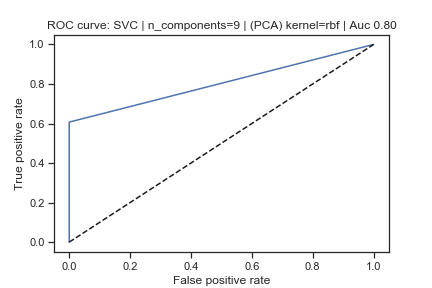 ROC curve: SVC | n_components=9 | (PCA) kernel=rbf | Auc 0.80
1.0
0.8
0.6
0.4
0.2
0.0
True positive rate
0.0 0.2 0.4 0.6 0.8 1.0
False positive rate